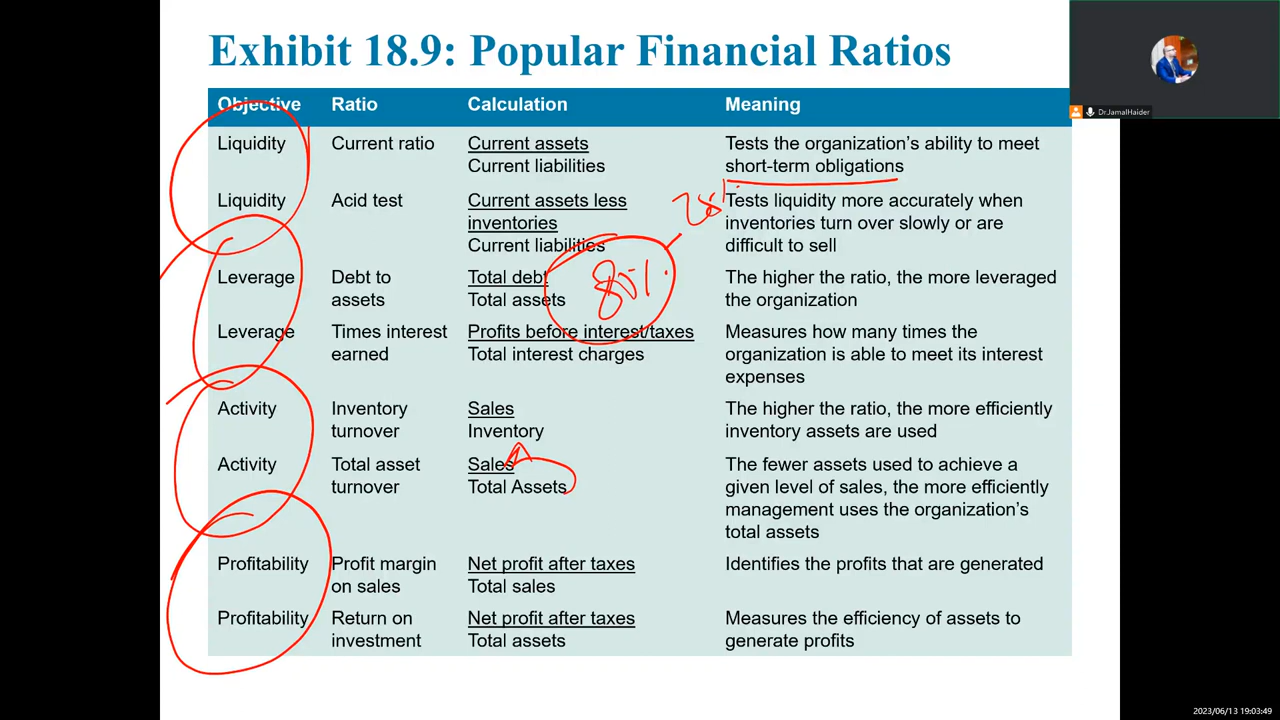 Exhibit 18.9: Popular Financial Ratios
Dr.JamalHaider
Objective Ratio Calculation Meaning
Liquidity Current ratio Current assets Tests the organization's ability to meet
Current liabilities short-term obligations
Liquidity Acid test Current assets less Tests liquidity more accurately when
inventories inventories turn over slowly or are
Current liabilities difficult to sell
28%
80%
Leverage Debt to Total debt The higher the ratio, the more leveraged
assets Total assets the organization
Leverage Times interest Profits before interest/taxes Measures how many times the
earned Total interest charges organization is able to meet its interest
expenses
Activity Inventory Sales The higher the ratio, the more efficiently
turnover Inventory inventory assets are used
Activity Total asset Sales The fewer assets used to achieve a
turnover Total Assets given level of sales, the more efficiently
management uses the organization's
total assets
Profitability Profit margin Net profit after taxes Identifies the profits that are generated
on sales Total sales
Profitability Return on Net profit after taxes Measures the efficiency of assets to
investment Total assets generate profits
2023/06/13 19:03:49